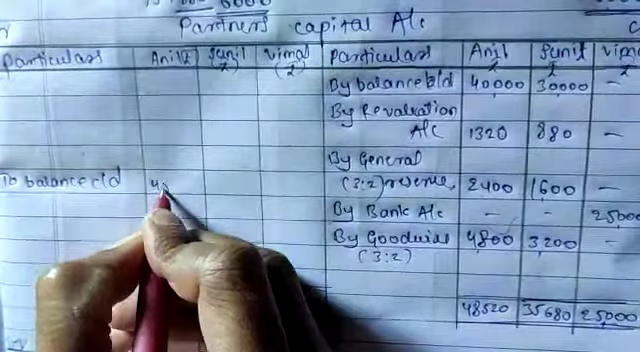 Partners capital A/c
Particulars Anil Sunil Vimal Particulars Anil Sunil Vimal
By balance b/d 40000 30000 -
By Revaluation
A/c 1320 880 -
By General
To balance c/d 4 (3:2) reserve, 2400 1600 -
By Bank A/c - - 25000
By Goodwill 4800 3200 -
(3:2)
48520 35680 25000